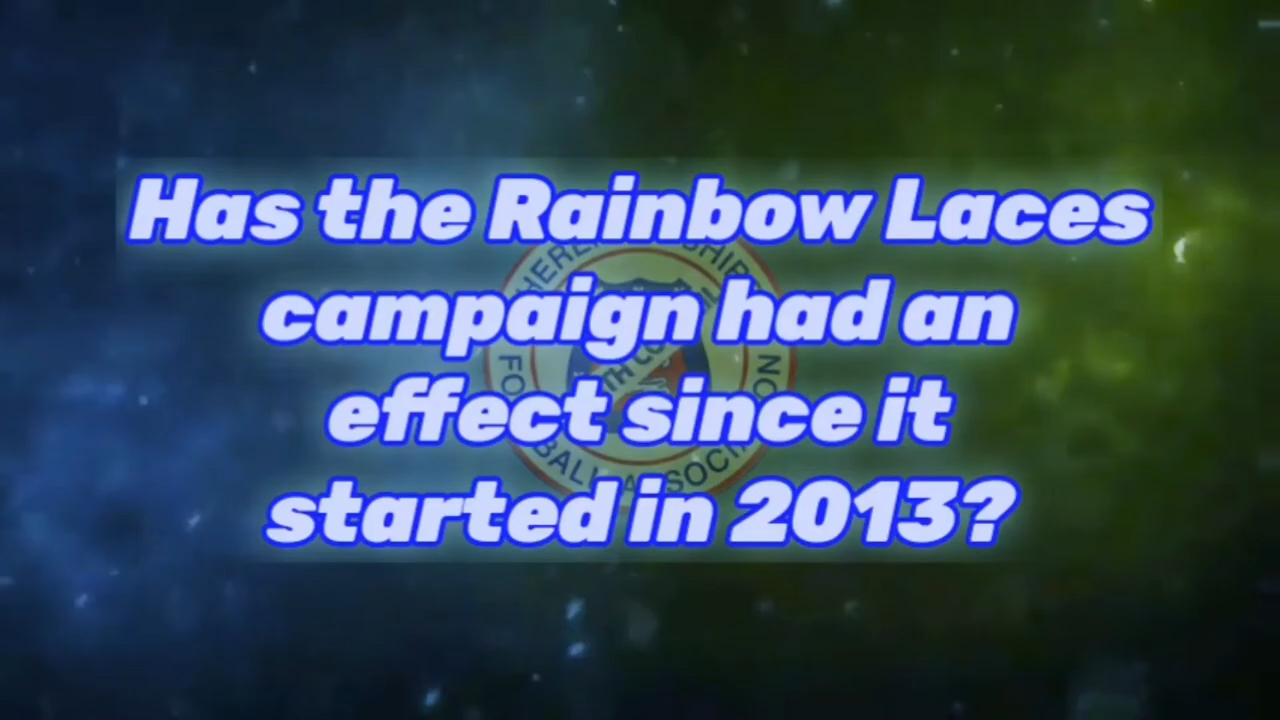 Has the Rainbow Laces
campaign had an
effect since it
started in 2013?